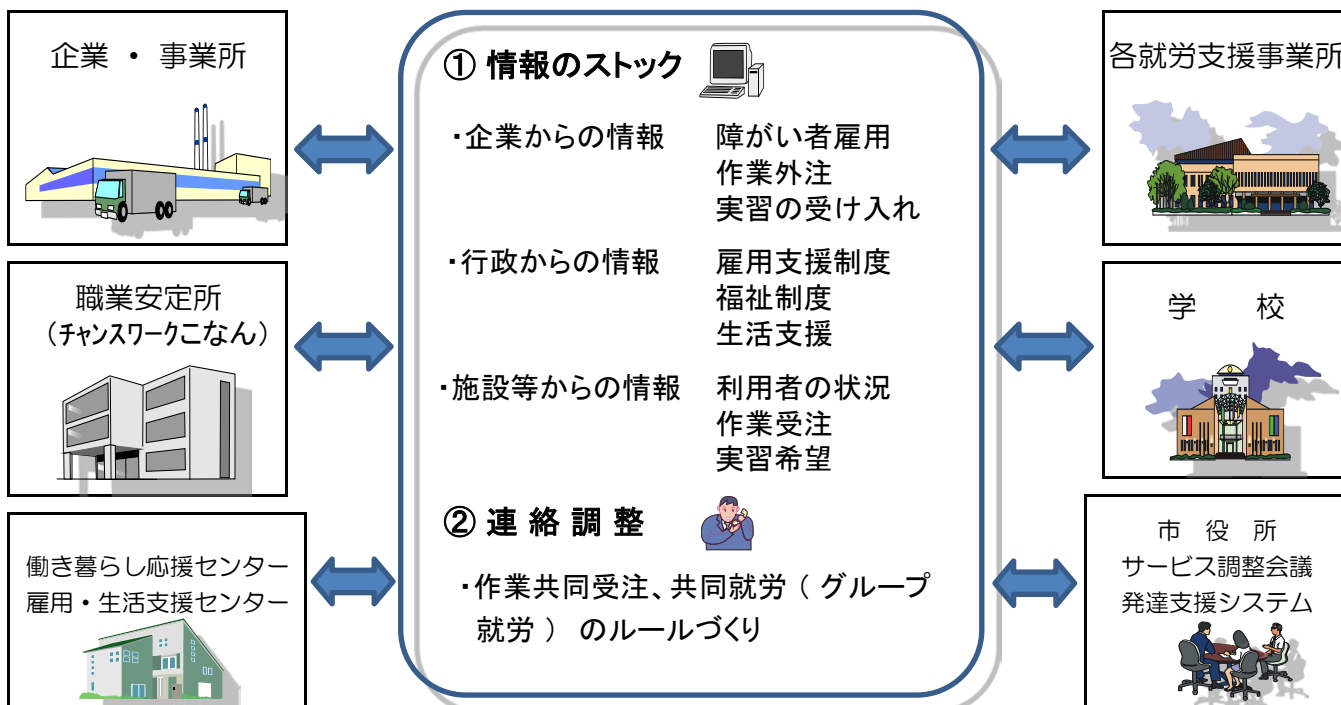 企業 ・ 事業所
職業安定所
（チャンスワークこなん）
働き暮らし応援センター
雇用・生活支援センター
① 情報のストック
・企業からの情報 障がい者雇用
作業外注
実習の受け入れ
・行政からの情報 雇用支援制度
福祉制度
生活支援
・施設等からの情報 利用者の状況
作業受注
実習希望
② 連 絡 調 整
・作業共同受注、共同就労（ グループ
就労 ） のルールづくり
各就労支援事業所
学 校
市 役 所
サービス調整会議
発達支援システム